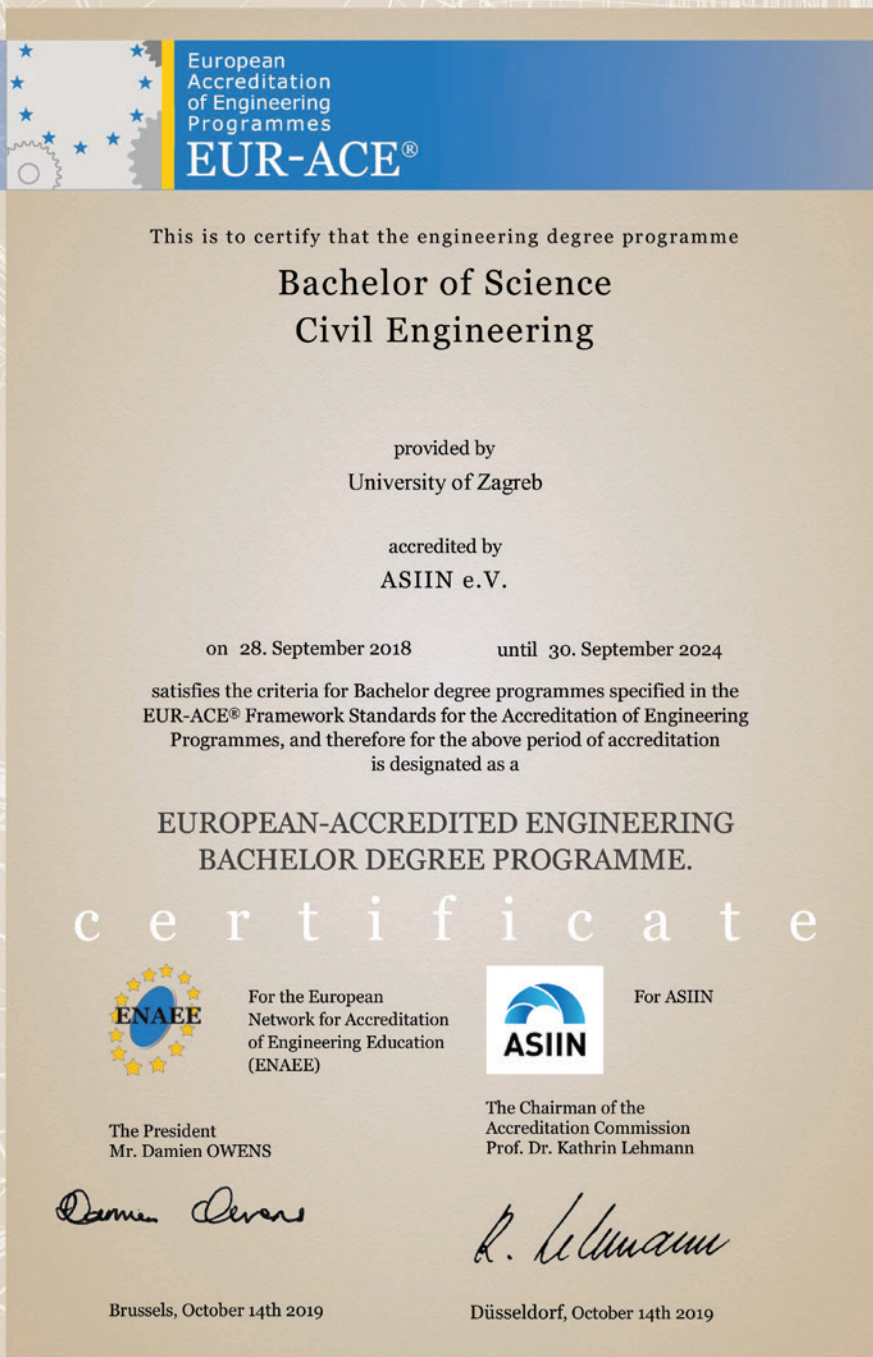 European
Accreditation
of Engineering
Programmes
EUR-ACE®
This is to certify that the engineering degree programme
Bachelor of Science
Civil Engineering
provided by
University of Zagreb
accredited by
ASIIN e.V.
on 28. September 2018 until 30. September 2024
satisfies the criteria for Bachelor degree programmes specified in the
EUR-ACE® Framework Standards for the Accreditation of Engineering
Programmes, and therefore for the above period of accreditation
is designated as a
EUROPEAN-ACCREDITED ENGINEERING
BACHELOR DEGREE PROGRAMME.
certificate
ENAEE
For the European
Network for Accreditation
of Engineering Education
(ENAEE)
ASIIN
For ASIIN
The President
Mr. Damien OWENS
The Chairman of the
Accreditation Commission
Prof. Dr. Kathrin Lehmann
Damien Owens
K. Lehmann
Brussels, October 14th 2019
Düsseldorf, October 14th 2019